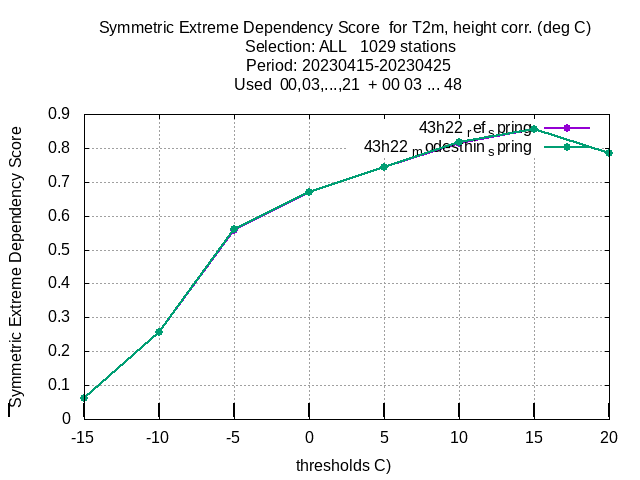 Symmetric Extreme Dependency Score for T2m, height corr. (deg C)
Selection: ALL 1029 stations
Period: 20230415-20230425
Used 00,03,...,21 + 00 03 ... 48
Symmetric Extreme Dependency Score
43h22 ref spring
43h22 modesthin spring
0.9
0.8
0.7
0.6
0.5
0.4
0.3
0.2
0.1
0
-15 -10 -5 0 5 10 15 20
thresholds C)